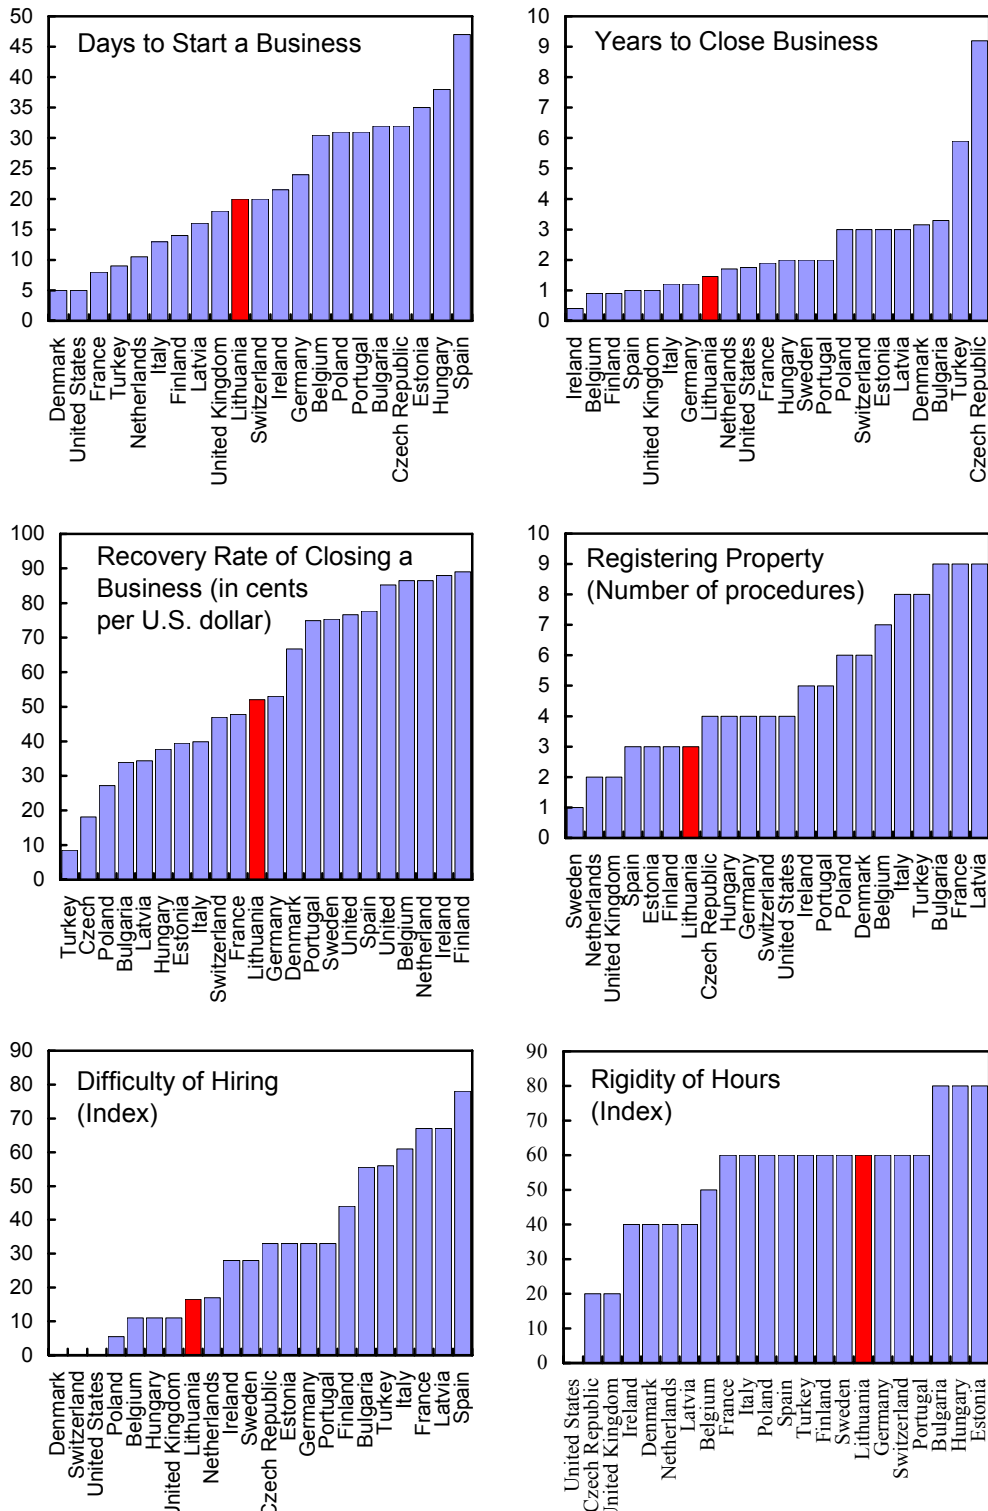 Days to Start a Business
50
45
40
35
30
25
20
15
10
5
0
Denmark
United States
France
Turkey
Netherlands
Italy
Finland
Latvia
United Kingdom
Lithuania
Switzerland
Ireland
Germany
Belgium
Poland
Portugal
Bulgaria
Czech Republic
Estonia
Hungary
Spain
Years to Close Business
10
9
8
7
6
5
4
3
2
1
0
Ireland
Belgium
Finland
Spain
United Kingdom
Italy
Germany
Lithuania
Netherlands
United States
France
Hungary
Sweden
Portugal
Poland
Switzerland
Estonia
Latvia
Denmark
Bulgaria
Turkey
Czech Republic
Recovery Rate of Closing a
Business (in cents
per U.S. dollar)
100
90
80
70
60
50
40
30
20
10
0
Turkey
Czech
Poland
Bulgaria
Latvia
Hungary
Estonia
Italy
Switzerland
France
Lithuania
Germany
Denmark
Portugal
Sweden
United
Spain
United
Belgium
Netherland
Ireland
Finland
Registering Property
(Number of procedures)
10
9
8
7
6
5
4
3
2
1
0
Sweden
Netherlands
United Kingdom
Spain
Estonia
Finland
Lithuania
Czech Republic
Hungary
Germany
Switzerland
United States
Ireland
Portugal
Poland
Denmark
Belgium
Italy
Turkey
Bulgaria
France
Latvia
Difficulty of Hiring
(Index)
90
80
70
60
50
40
30
20
10
0
Denmark
Switzerland
United States
Poland
Belgium
Hungary
United Kingdom
Lithuania
Netherlands
Ireland
Sweden
Czech Republic
Estonia
Germany
Portugal
Finland
Bulgaria
Turkey
Italy
France
Latvia
Spain
Rigidity of Hours
(Index)
90
80
70
60
50
40
30
20
10
0
United States
Czech Republic
United Kingdom
Ireland
Denmark
Netherlands
Latvia
Belgium
France
Italy
Poland
Spain
Turkey
Finland
Sweden
Lithuania
Germany
Switzerland
Portugal
Bulgaria
Hungary
Estonia